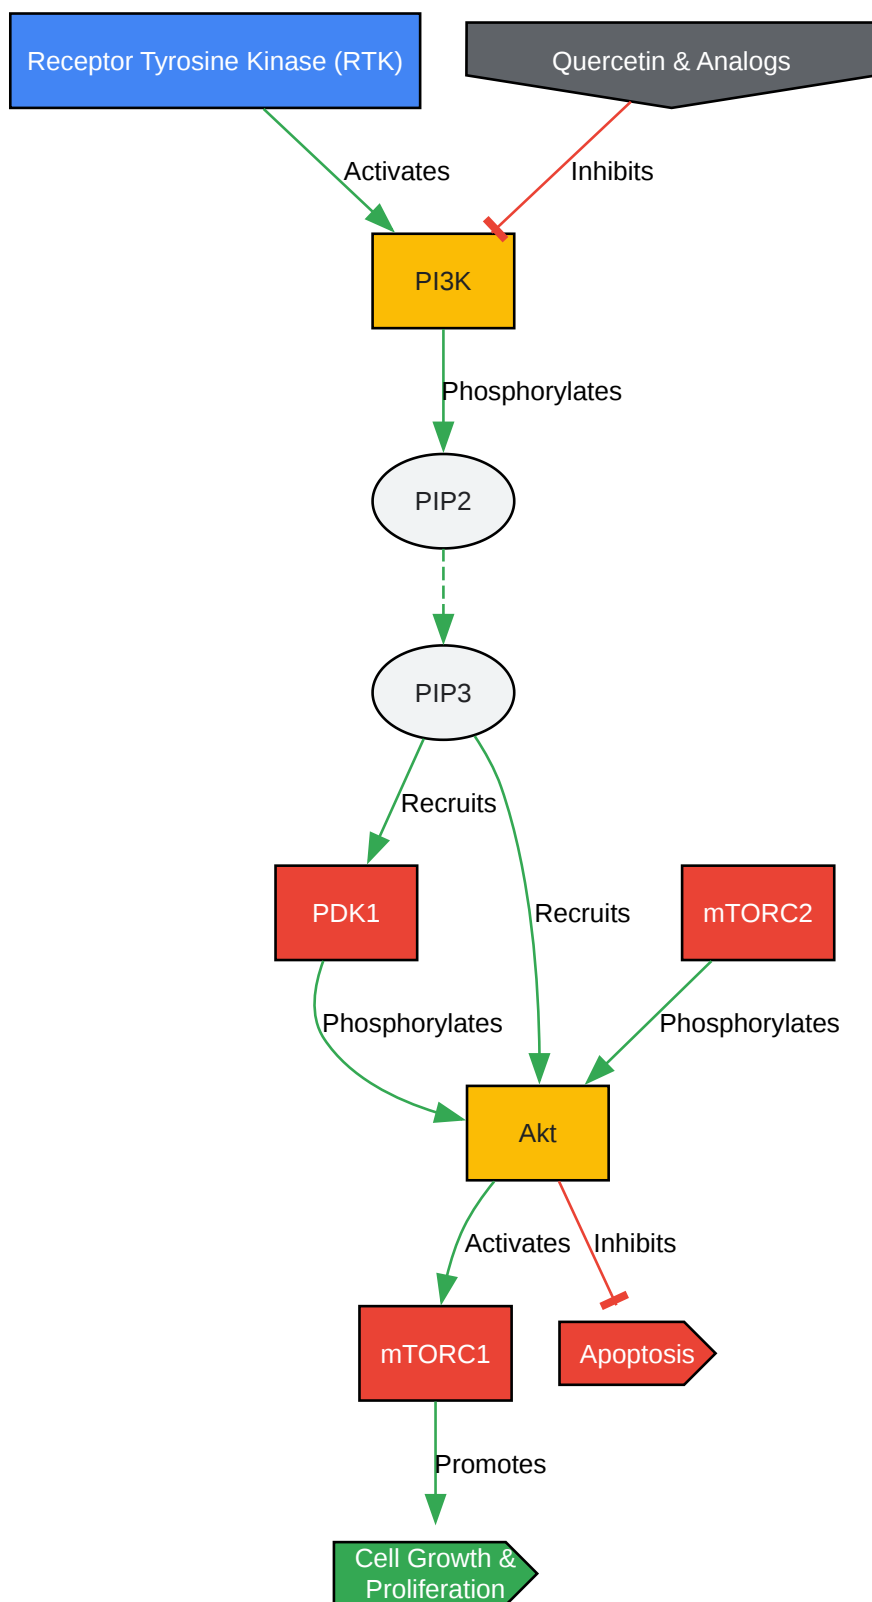 Receptor Tyrosine Kinase (RTK)
Quercetin & Analogs
Activates
Inhibits
PI3K
Phosphorylates
PIP2
PIP3
Recruits
PDK1
Recruits
mTORC2
Phosphorylates
Phosphorylates
Akt
Activates
Inhibits
mTORC1
Apoptosis
Promotes
Cell Growth &
Proliferation